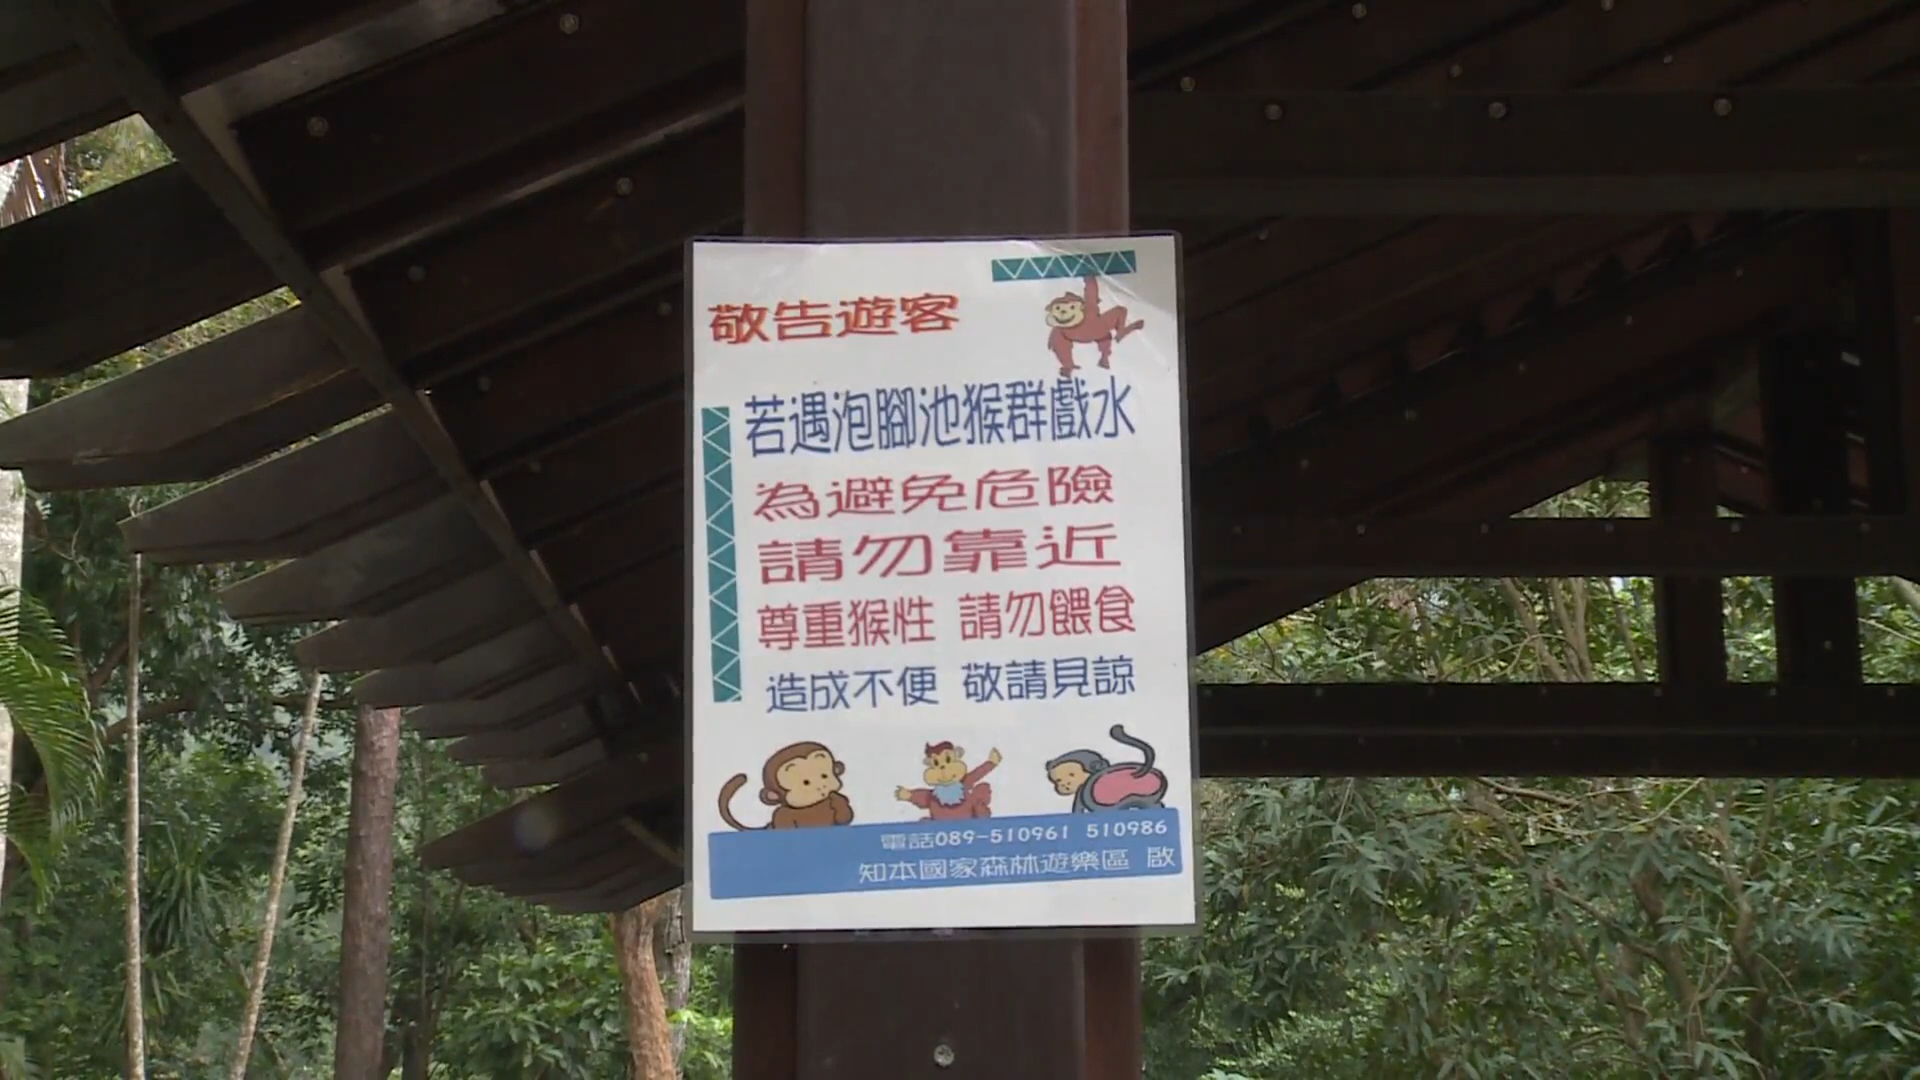 敬告遊客
若遇泡腳池猴群戲水
為避免危險
請勿靠近
尊重猴性 請勿餵食
造成不便 敬請見諒
電話089-510961 510986
知本國家森林遊樂區 啟